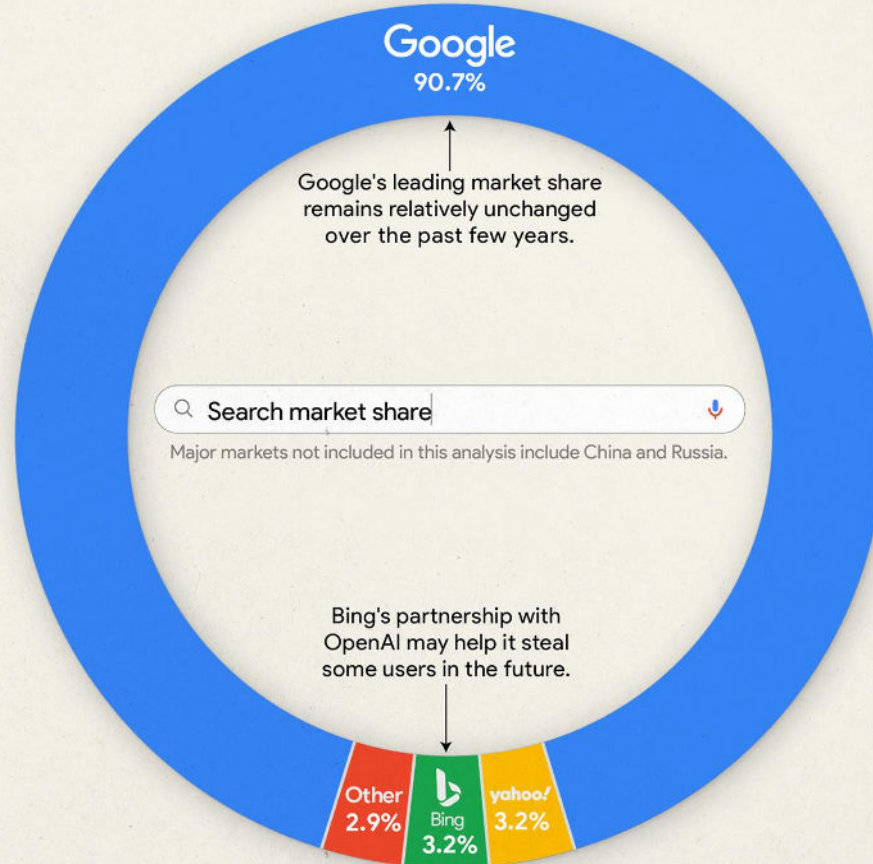 Google
90.7%
Google's leading market share
remains relatively unchanged
over the past few years.
Search market share
Major markets not included in this analysis include China and Russia.
Bing's partnership with
OpenAI may help it steal
some users in the future.
Other
2.9%
Bing
3.2%
yahoo!
3.2%